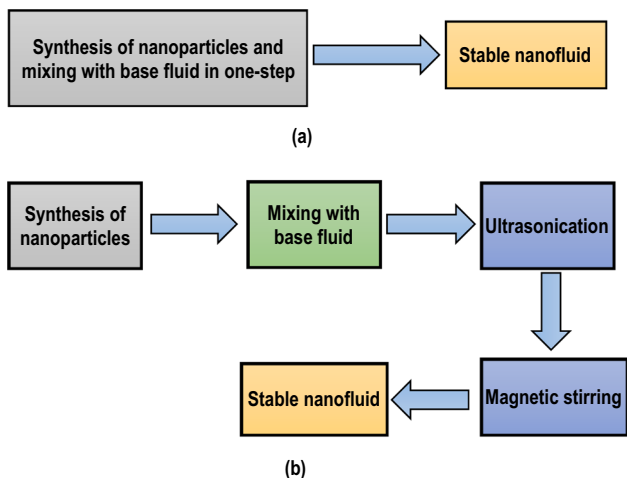 Synthesis of nanoparticles and
mixing with base fluid in one-step
Stable nanofluid
(a)
Synthesis of
nanoparticles
Mixing with
base fluid
Ultrasonication
Magnetic stirring
Stable nanofluid
(b)